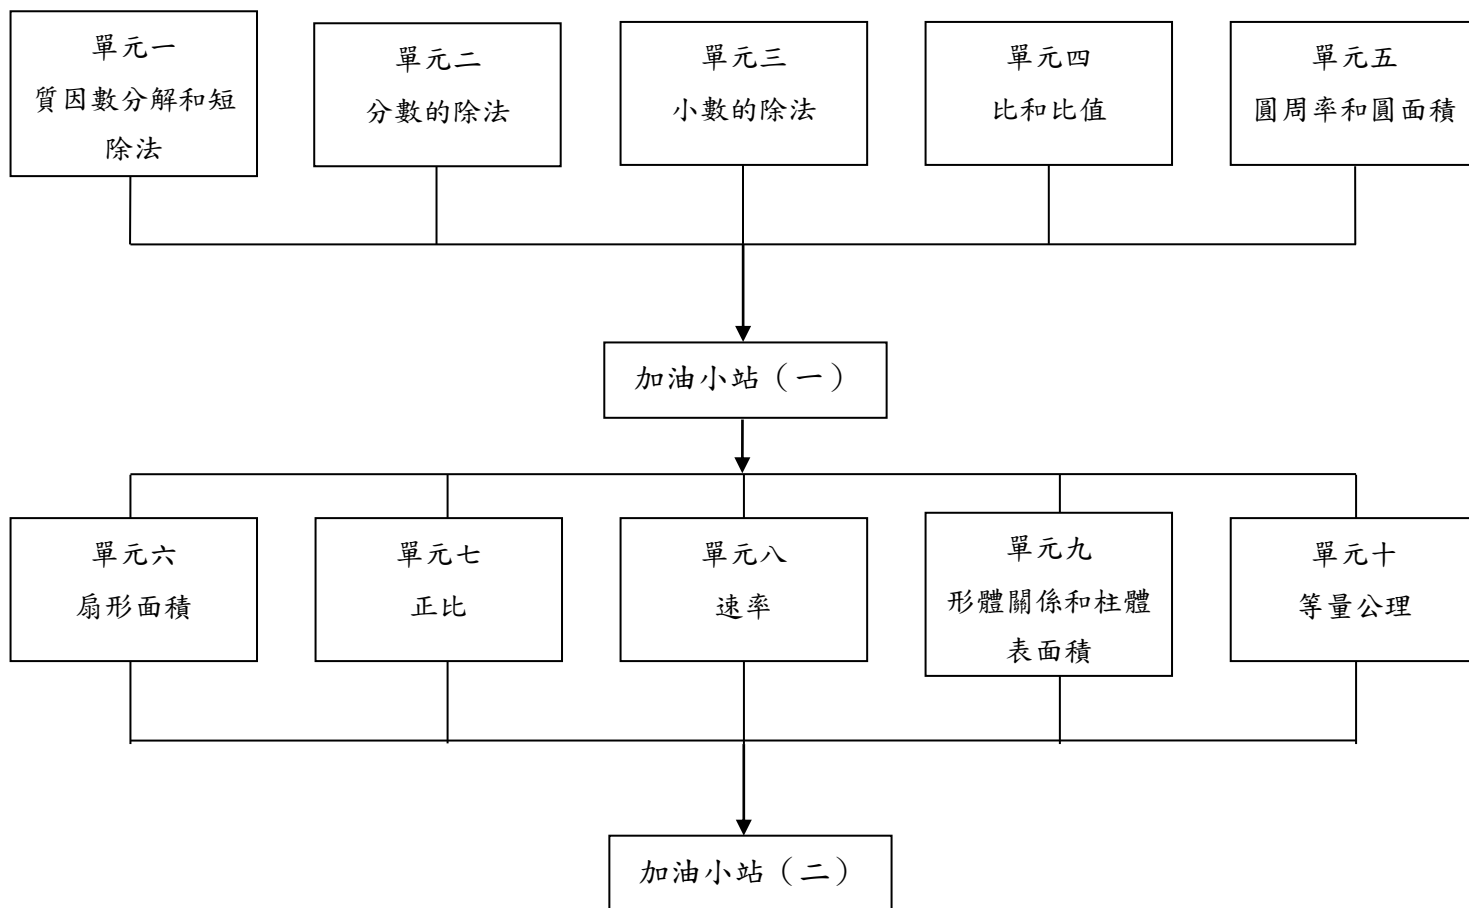 單元一
質因數分解和短
除法
單元二
分數的除法
單元三
小數的除法
單元四
比和比值
單元五
圓周率和圓面積
加油小站（一）
單元六
扇形面積
單元七
正比
單元八
速率
單元九
形體關係和柱體
表面積
單元十
等量公理
加油小站（二）